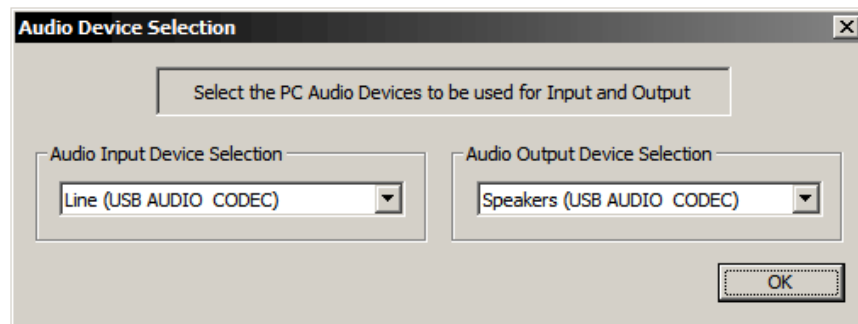 Audio Device Selection
Select the PC Audio Devices to be used for Input and Output
Audio Input Device Selection
Audio Output Device Selection
Line (USB AUDIO  CODEC)
Speakers (USB AUDIO  CODEC)
OK